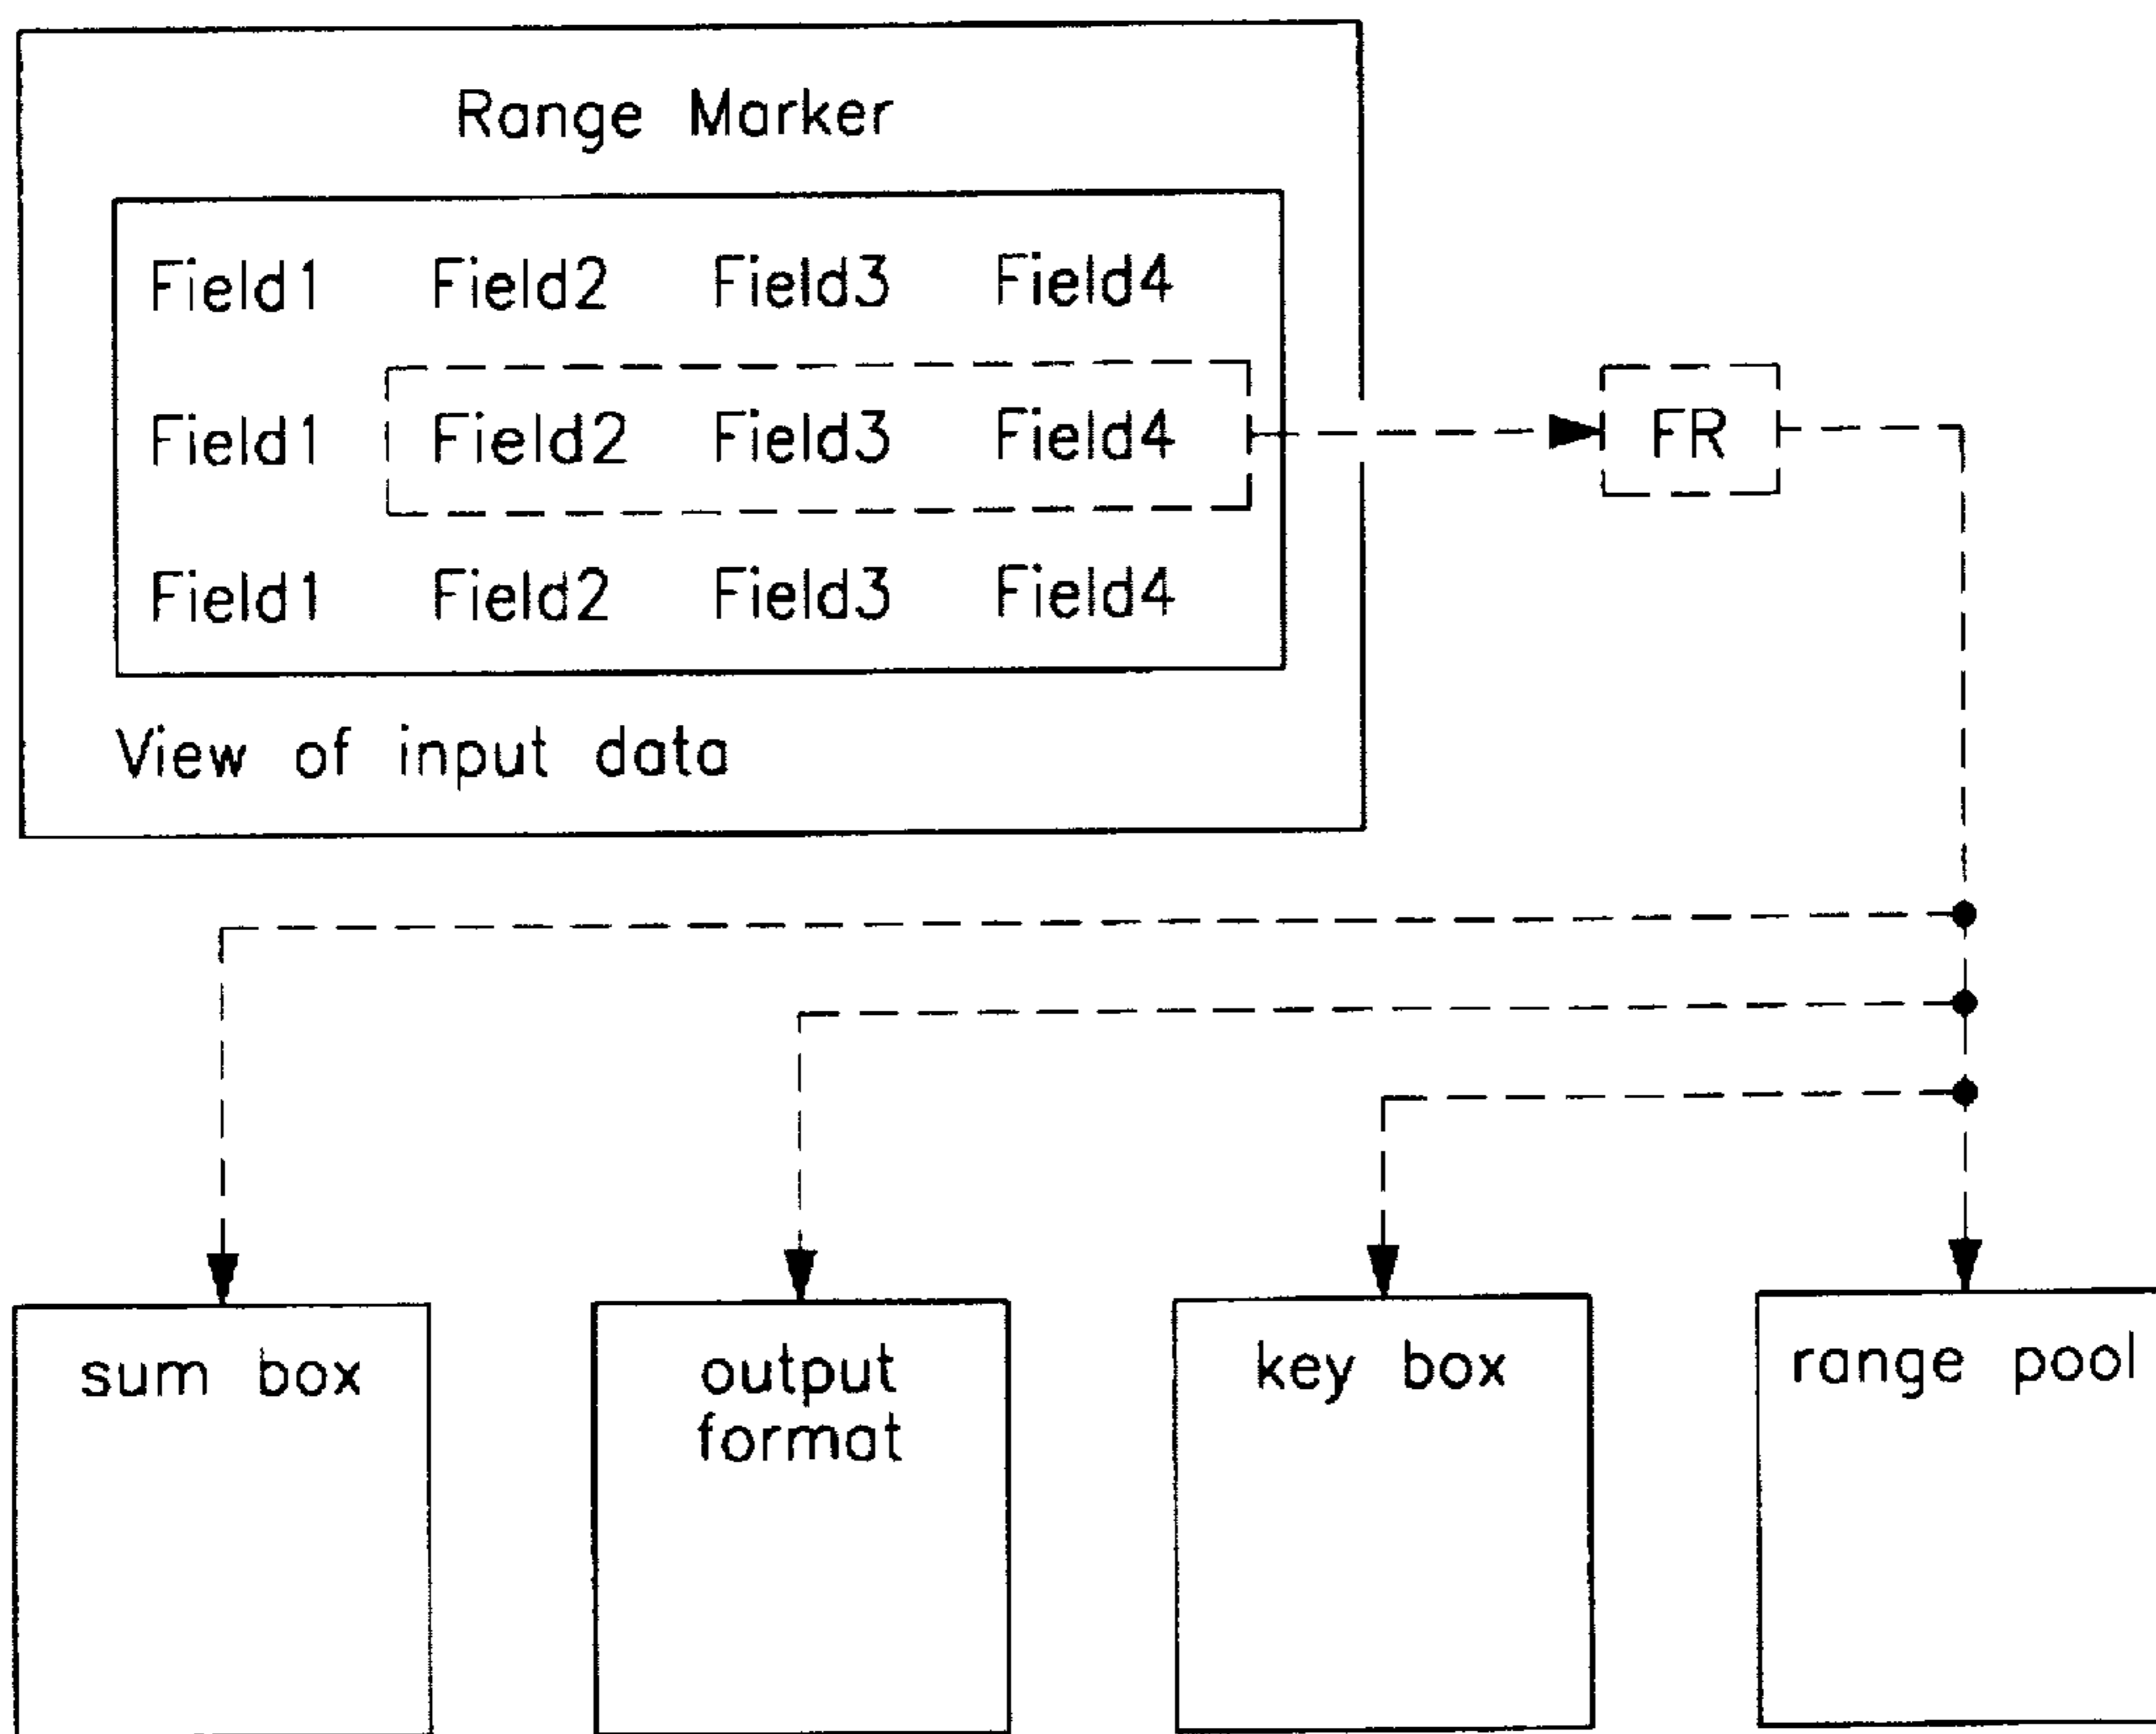 Range Marker
Field1 Field2 Field3 Field4
Field1 Field2 Field3 Field4
FR
Field1 Field2 Field3 Field4
View of input data
sum box
output
format
key box
range pool